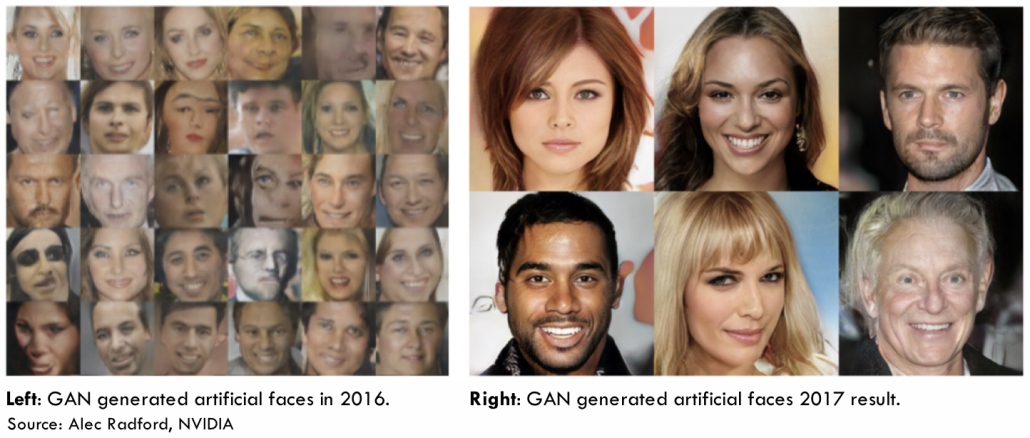 Left: GAN generated artificial faces in 2016.
Source: Alec Radford, NVIDIA
Right: GAN generated artificial faces 2017 result.